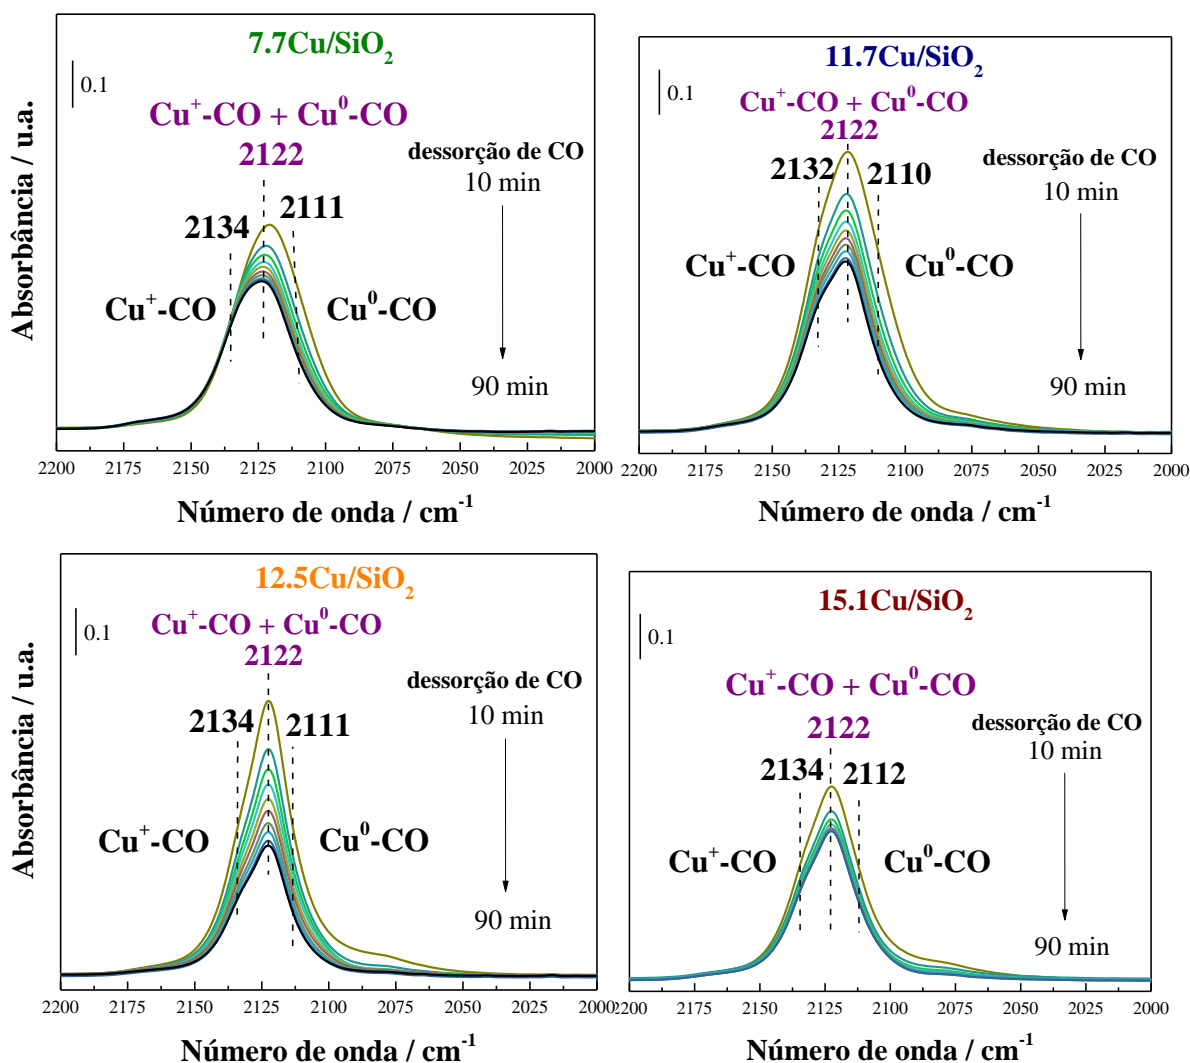 7.7Cu/SiO₂
0.1
Cu⁺-CO + Cu⁰-CO
2122
dessorção de CO
10 min
2134
2111
Cu⁺-CO
Cu⁰-CO
90 min
Absorbância / u.a.
2200 2175 2150 2125 2100 2075 2050 2025 2000
Número de onda / cm⁻¹
11.7Cu/SiO₂
0.1
Cu⁺-CO + Cu⁰-CO
2122
dessorção de CO
10 min
2132
2110
Cu⁺-CO
Cu⁰-CO
90 min
2200 2175 2150 2125 2100 2075 2050 2025 2000
Número de onda / cm⁻¹
12.5Cu/SiO₂
0.1
Cu⁺-CO + Cu⁰-CO
2122
dessorção de CO
10 min
2134
2111
Cu⁺-CO
Cu⁰-CO
90 min
Absorbância / u.a.
2200 2175 2150 2125 2100 2075 2050 2025 2000
Número de onda / cm⁻¹
15.1Cu/SiO₂
0.1
Cu⁺-CO + Cu⁰-CO
2122
dessorção de CO
10 min
2134
2112
Cu⁺-CO
Cu⁰-CO
90 min
2200 2175 2150 2125 2100 2075 2050 2025 2000
Número de onda / cm⁻¹